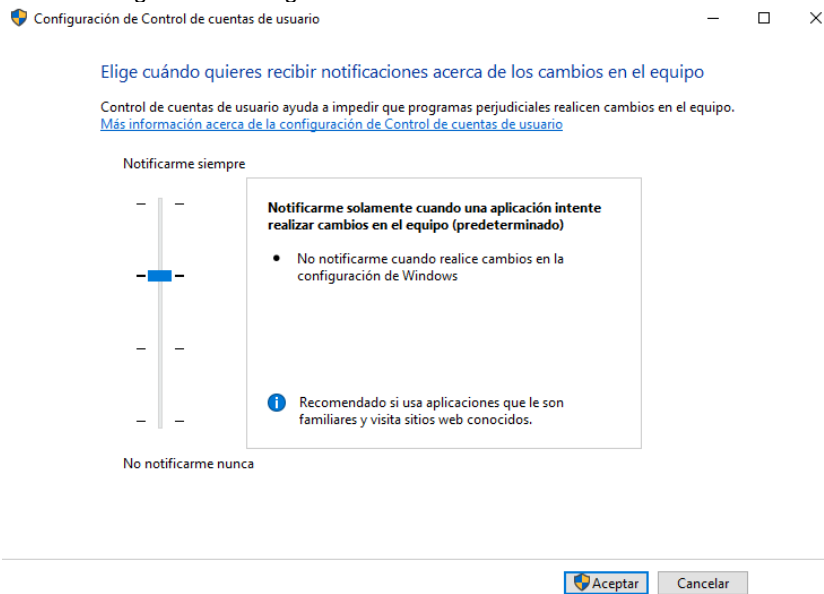 Configuración de Control de cuentas de usuario
Elige cuándo quieres recibir notificaciones acerca de los cambios en el equipo
Control de cuentas de usuario ayuda a impedir que programas perjudiciales realicen cambios en el equipo.
Más información acerca de la configuración de Control de cuentas de usuario
Notificarme siempre
Notificarme solamente cuando una aplicación intente
realizar cambios en el equipo (predeterminado)
No notificarme cuando realice cambios en la
configuración de Windows
Recomendado si usa aplicaciones que le son
familiares y visita sitios web conocidos.
No notificarme nunca
Aceptar
Cancelar